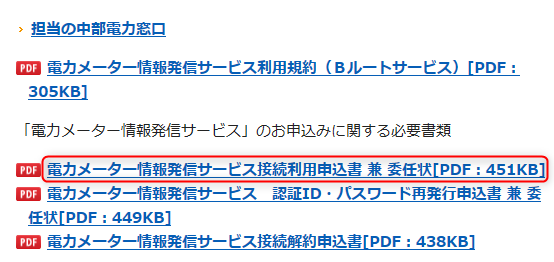 › 担当の中部電力窓口
PDF 電力メーター情報発信サービス利用規約（Ｂルートサービス）[PDF：
305KB]
「電力メーター情報発信サービス」のお申込みに関する必要書類
PDF 電力メーター情報発信サービス接続利用申込書 兼 委任状[PDF：451KB]
PDF 電力メーター情報発信サービス　認証ID・パスワード再発行申込書 兼 委
任状[PDF：449KB]
PDF 電力メーター情報発信サービス接続解約申込書[PDF：438KB]